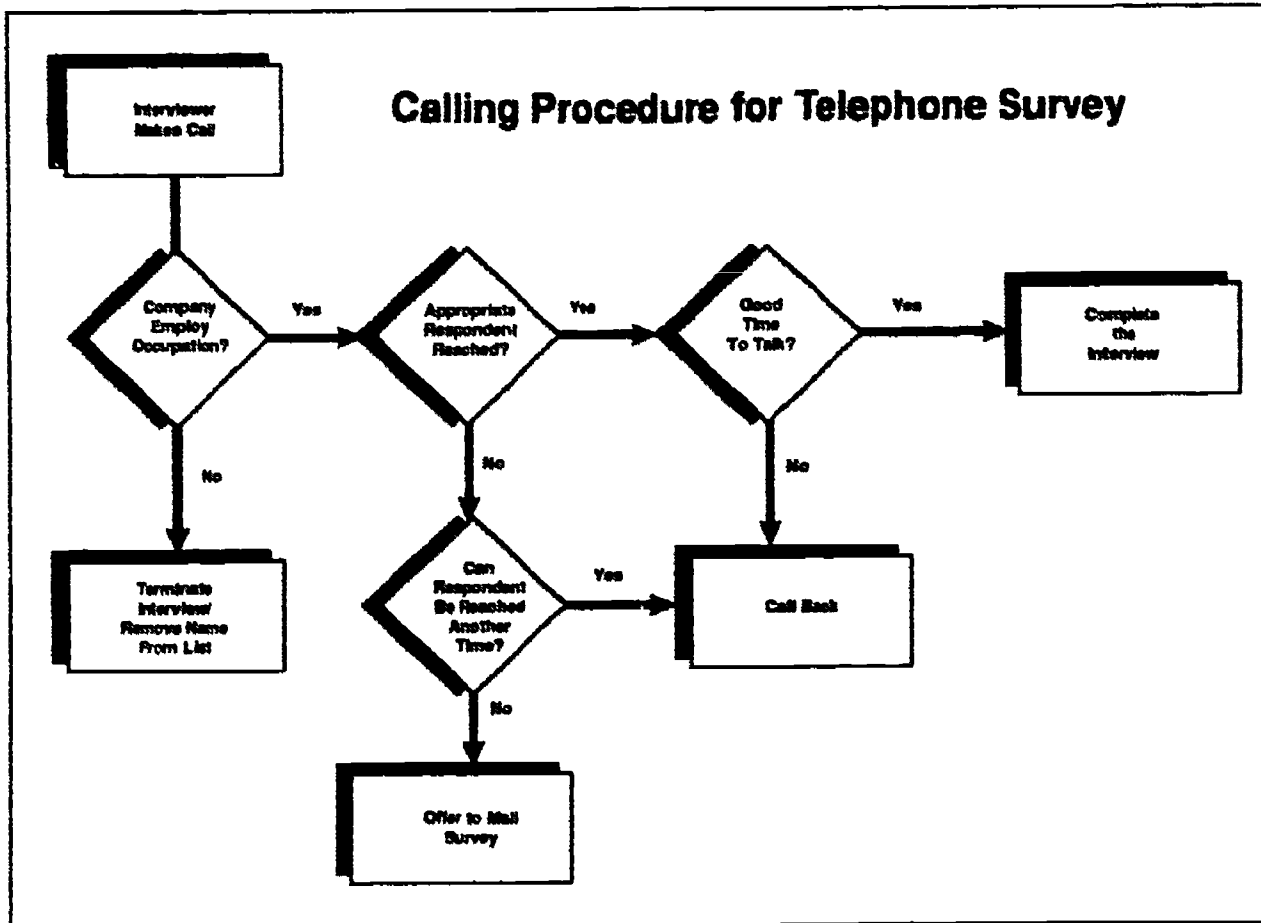 Calling Procedure for Telephone Survey
Interviewer
Makes Call
Company
Employ
Occupation?
Yes
Appropriate
Respondent
Reached?
Yes
Good
Time
To Talk?
Yes
Complete
the
Interview
No
No
No
Terminate
Interview/
Remove Name
From List
Can
Respondent
Be Reached
Another
Time?
Yes
Call Back
No
Offer to Mail
Survey